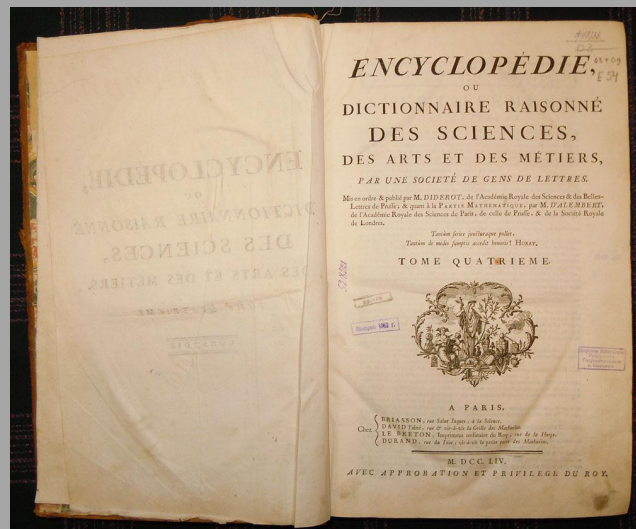 ENCYCLOPÉDIE,
OU
DICTIONNAIRE RAISONNÉ
DES SCIENCES,
DES ARTS ET DES MÉTIERS,
PAR UNE SOCIETÉ DE GENS DE LETTRES.
Mis en ordre & publié par M. DIDEROT, de l'Académie Royale des Sciences & des Belles-
Lettres de Prusse; & quant à la PARTIE MATHÉMATIQUE, par M. D'ALEMBERT,
de l'Académie Royale des Sciences de Paris, de celle de Prusse, & de la Société Royale
de Londres.
Tantùm series juncturaque pollet,
Tantùm de medio sumptis accedit honoris! HORAT.
TOME QUATRIEME.
A PARIS,
Chez
BRIASSON, rue Saint Jacques, à la Science.
DAVID l'aîné, rue & vis-à-vis la Grille des Mathurins.
LE BRETON, Imprimeur ordinaire du Roy, rue de la Harpe.
DURAND, rue du Foin, vis-à-vis la petite porte des Mathurins.
M. DCC. LIV.
AVEC APPROBATION ET PRIVILEGE DU ROY.